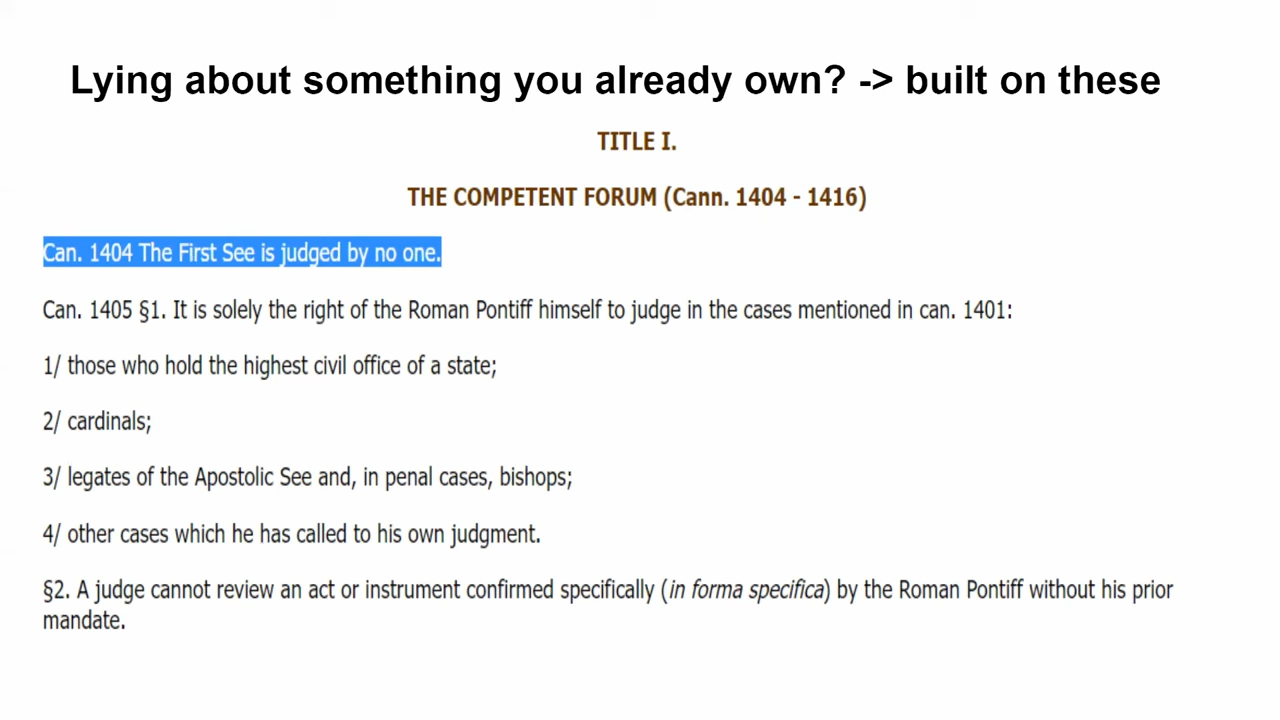 Lying about something you already own? -> built on these
TITLE I.
THE COMPETENT FORUM (Cann. 1404 - 1416)
Can. 1404 The First See is judged by no one.
Can. 1405 §1. It is solely the right of the Roman Pontiff himself to judge in the cases mentioned in can. 1401:
1/ those who hold the highest civil office of a state;
2/ cardinals;
3/ legates of the Apostolic See and, in penal cases, bishops;
4/ other cases which he has called to his own judgment.
§2. A judge cannot review an act or instrument confirmed specifically (in forma specifica) by the Roman Pontiff without his prior
mandate.